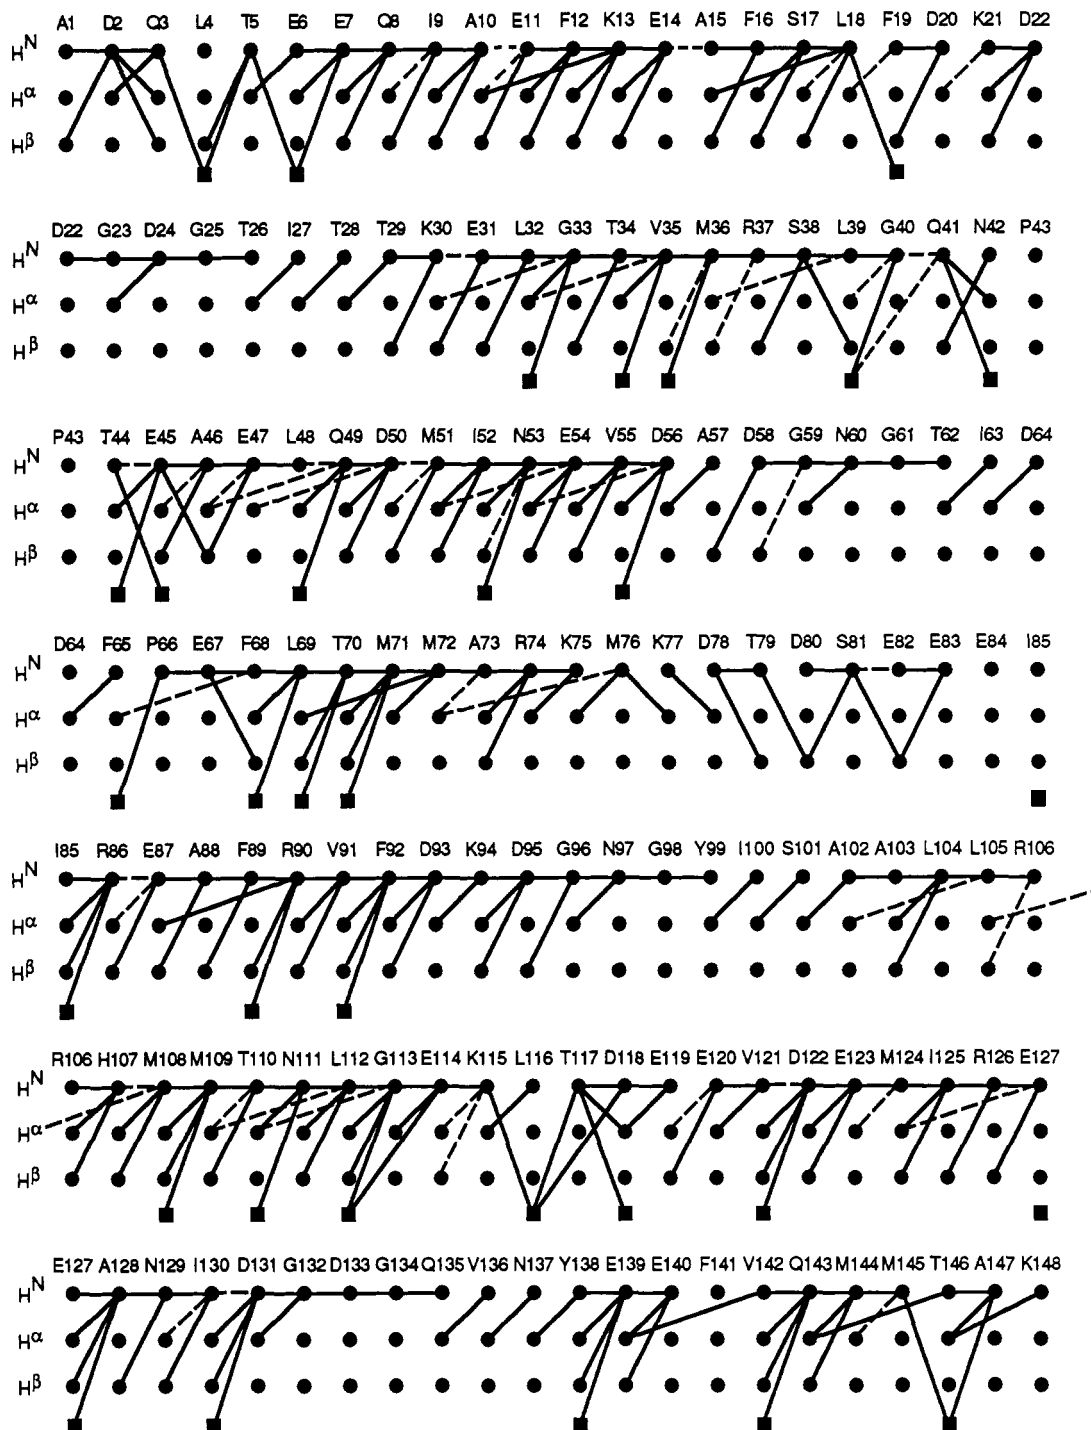 A1 D2 Q3 L4 T5 E6 E7 Q8 I9 A10 E11 F12 K13 E14 A15 F16 S17 L18 F19 D20 K21 D22
HN
Hα
Hβ
D22 G23 D24 G25 T26 I27 T28 T29 K30 E31 L32 G33 T34 V35 M36 R37 S38 L39 G40 Q41 N42 P43
HN
Hα
Hβ
P43 T44 E45 A46 E47 L48 Q49 D50 M51 I52 N53 E54 V55 D56 A57 D58 G59 N60 G61 T62 I63 D64
HN
Hα
Hβ
D64 F65 P66 E67 F68 L69 T70 M71 M72 A73 R74 K75 M76 K77 D78 T79 D80 S81 E82 E83 E84 I85
HN
Hα
Hβ
I85 R86 E87 A88 F89 R90 V91 F92 D93 K94 D95 G96 N97 G98 Y99 I100 S101 A102 A103 L104 L105 R106
HN
Hα
Hβ
R106 H107 M108 M109 T110 N111 L112 G113 E114 K115 L116 T117 D118 E119 E120 V121 D122 E123 M124 I125 R126 E127
HN
Hα
Hβ
E127 A128 N129 I130 D131 G132 D133 G134 Q135 V136 N137 Y138 E139 E140 F141 V142 Q143 M144 M145 T146 A147 K148
HN
Hα
Hβ